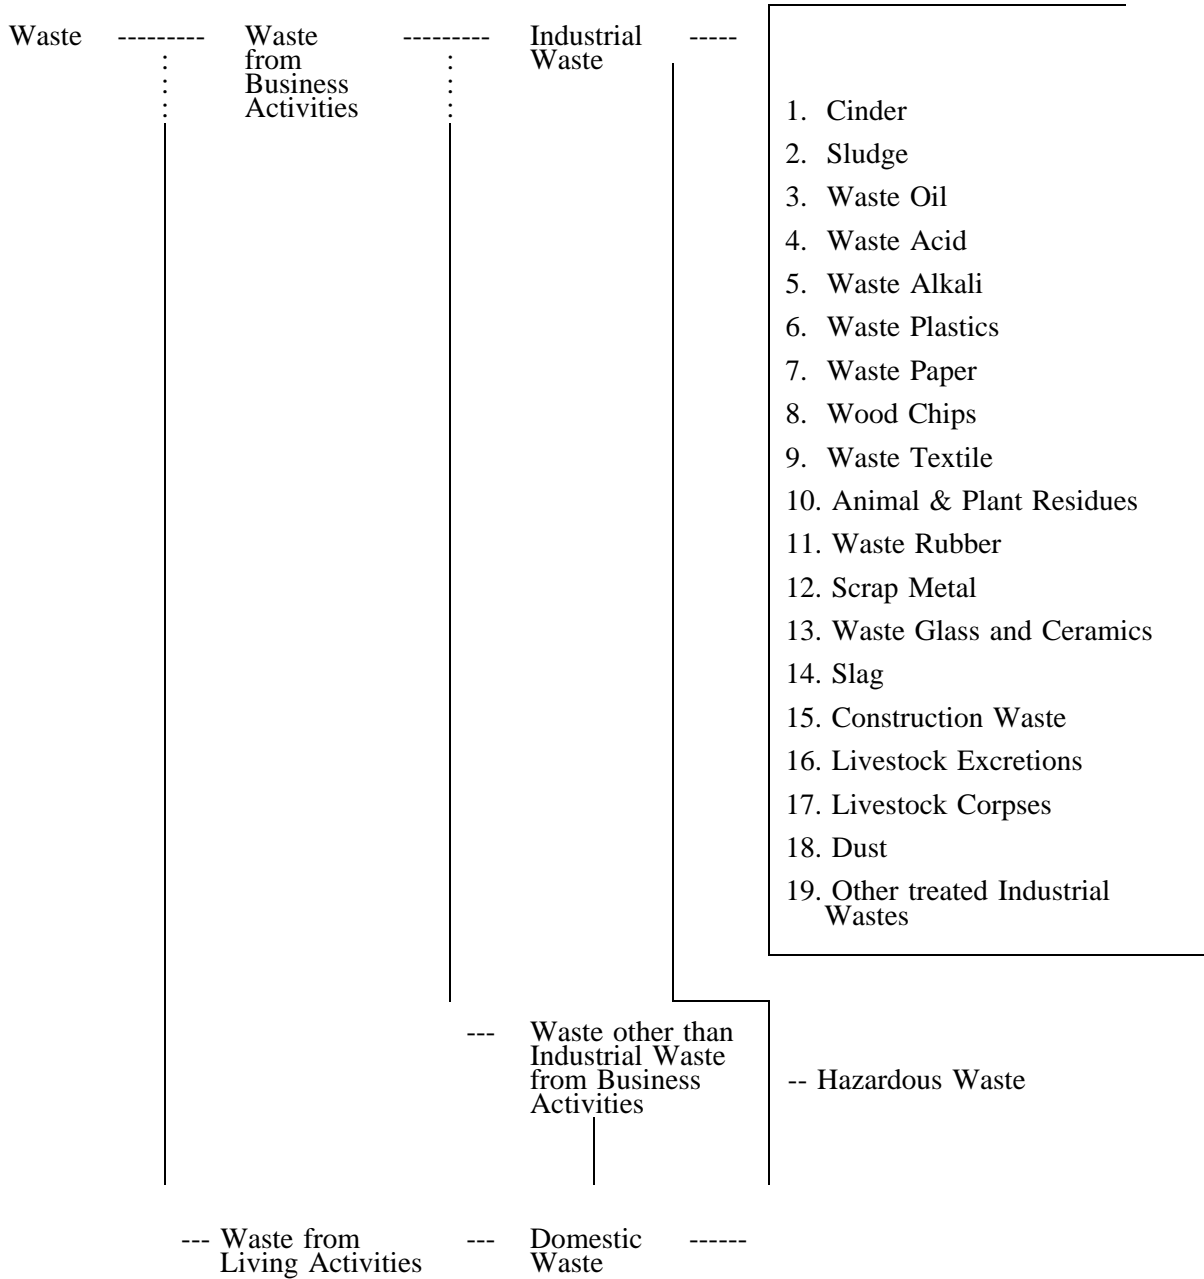 Waste --------- Waste --------- Industrial -----
: from : Waste
: Business :
: Activities :
1. Cinder
2. Sludge
3. Waste Oil
4. Waste Acid
5. Waste Alkali
6. Waste Plastics
7. Waste Paper
8. Wood Chips
9. Waste Textile
10. Animal & Plant Residues
11. Waste Rubber
12. Scrap Metal
13. Waste Glass and Ceramics
14. Slag
15. Construction Waste
16. Livestock Excretions
17. Livestock Corpses
18. Dust
19. Other treated Industrial
Wastes
--- Waste other than
Industrial Waste
from Business
Activities
-- Hazardous Waste
--- Waste from --- Domestic ------
Living Activities Waste